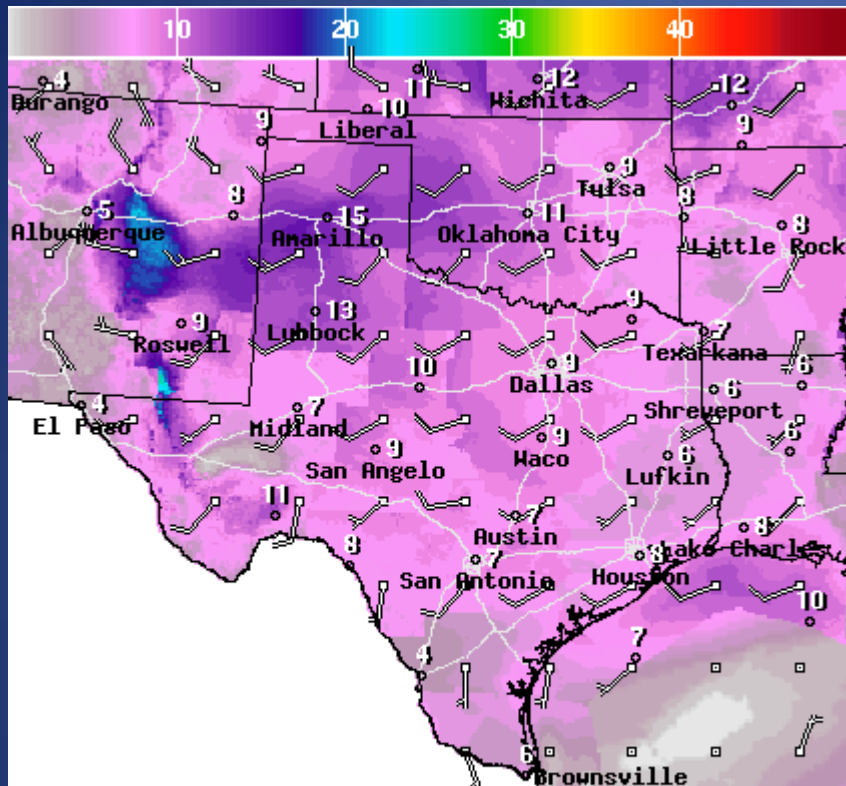 10 20 30 40
4 11 12
Durango Wichita 12
10
Liberal
9 9
9
Tulsa
5 8 15 11 8 8
Albuquerque Amarillo Oklahoma City Little Rock
13
9 Lubbock 9 7
Roswell Texarkana
10 9 6
Dallas 6
4 7 Shreveport
El Paso Midland
9 9 6
San Angelo Waco 6
Lufkin
11 7
Austin 8
8 7 8 Lake Charles
San Antonio Houston
10
7
4
6
Brownsville